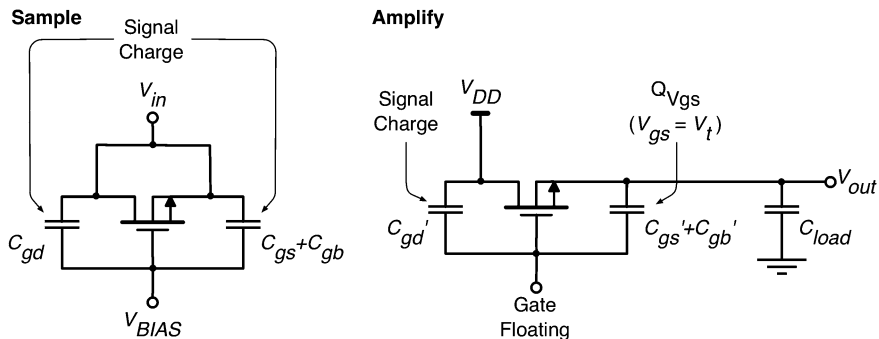 Sample
Signal
Charge
V_in
C_gd
C_gs+C_gb
V_BIAS
Amplify
Signal
Charge
V_DD
Q_Vgs
(V_gs = V_t)
V_out
C_gd'
C_gs'+C_gb'
C_load
Gate
Floating